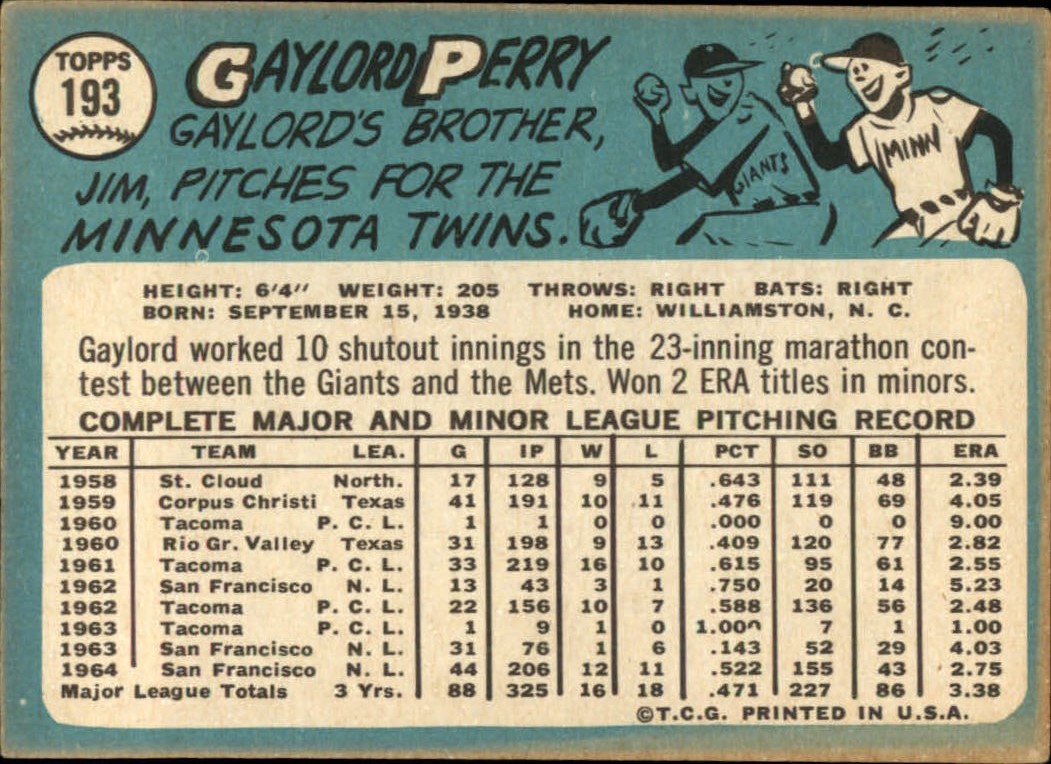 TOPPS
193
GAYLORD PERRY
GAYLORD'S BROTHER,
JIM, PITCHES FOR THE
MINNESOTA TWINS.
GIANTS
MINN
HEIGHT: 6'4" WEIGHT: 205 THROWS: RIGHT BATS: RIGHT
BORN: SEPTEMBER 15, 1938 HOME: WILLIAMSTON, N. C.
Gaylord worked 10 shutout innings in the 23-inning marathon con-
test between the Giants and the Mets. Won 2 ERA titles in minors.
COMPLETE MAJOR AND MINOR LEAGUE PITCHING RECORD
YEAR TEAM LEA. G IP W L PCT SO BB ERA
1958 St. Cloud North. 17 128 9 5 .643 111 48 2.39
1959 Corpus Christi Texas 41 191 10 11 .476 119 69 4.05
1960 Tacoma P. C. L. 1 1 0 0 .000 0 0 9.00
1960 Rio Gr. Valley Texas 31 198 9 13 .409 120 77 2.82
1961 Tacoma P. C. L. 33 219 16 10 .615 95 61 2.55
1962 San Francisco N. L. 13 43 3 1 .750 20 14 5.23
1962 Tacoma P. C. L. 22 156 10 7 .588 136 56 2.48
1963 Tacoma P. C. L. 1 9 1 0 1.000 7 1 1.00
1963 San Francisco N. L. 31 76 1 6 .143 52 29 4.03
1964 San Francisco N. L. 44 206 12 11 .522 155 43 2.75
Major League Totals 3 Yrs. 88 325 16 18 .471 227 86 3.38
©T.C.G. PRINTED IN U.S.A.